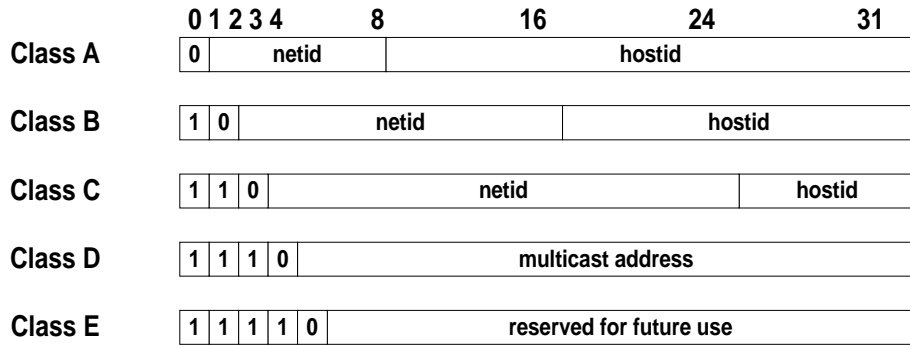 0 1 2 3 4 8 16 24 31
Class A 0 netid hostid
Class B 1 0 netid hostid
Class C 1 1 0 netid hostid
Class D 1 1 1 0 multicast address
Class E 1 1 1 1 0 reserved for future use